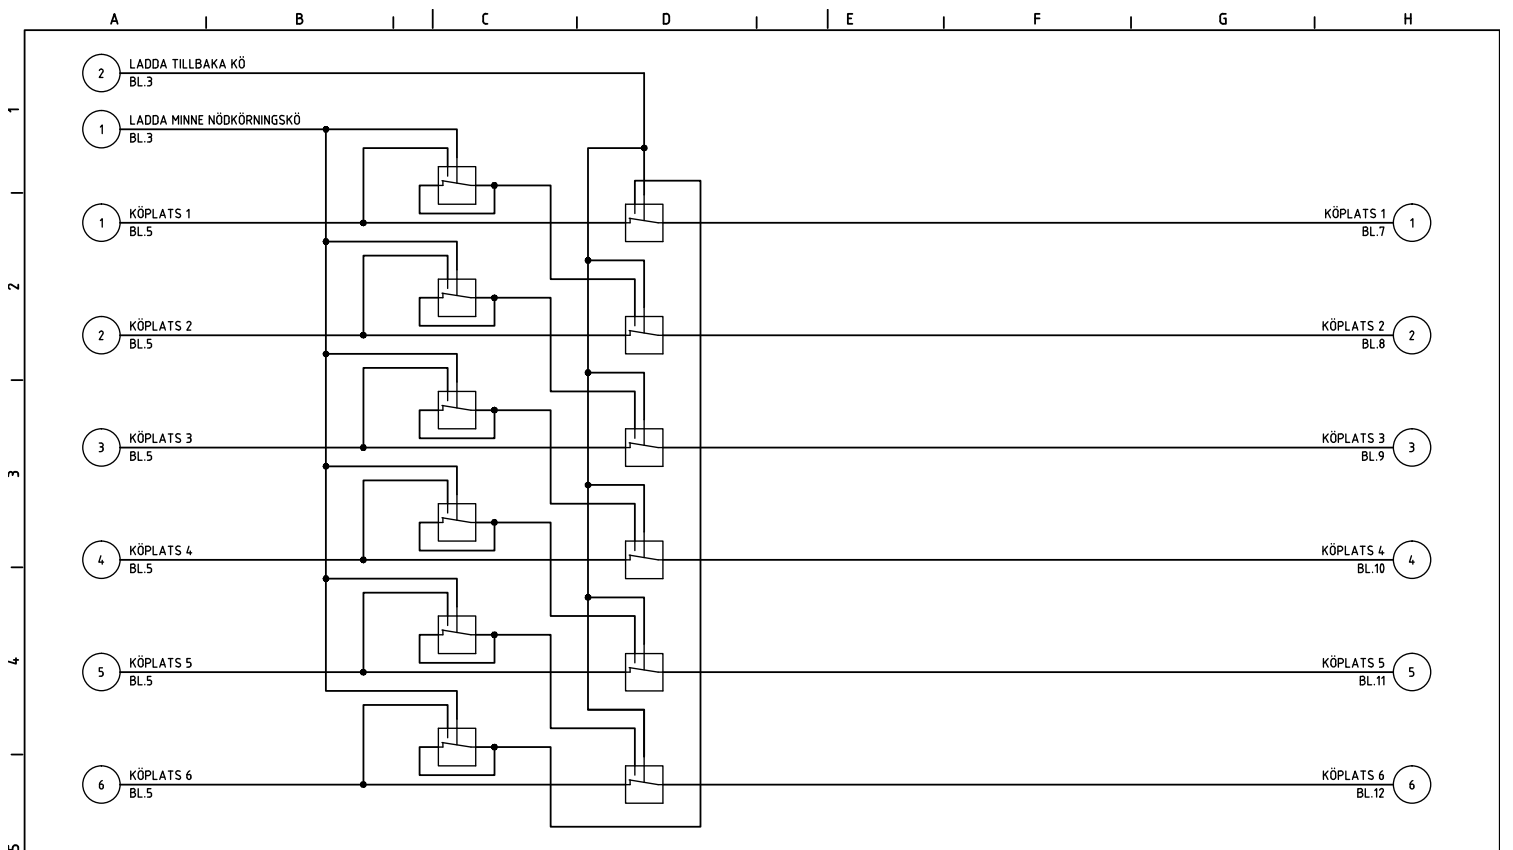 A B C D E F G H
1
2
3
4
5
2 LADDA TILLBAKA KÖ
BL.3
1 LADDA MINNE NÖDKÖRNINGSKÖ
BL.3
1 KÖPLATS 1
BL.5
KÖPLATS 1 1
BL.7
2 KÖPLATS 2
BL.5
KÖPLATS 2 2
BL.8
3 KÖPLATS 3
BL.5
KÖPLATS 3 3
BL.9
4 KÖPLATS 4
BL.5
KÖPLATS 4 4
BL.10
5 KÖPLATS 5
BL.5
KÖPLATS 5 5
BL.11
6 KÖPLATS 6
BL.5
KÖPLATS 6 6
BL.12